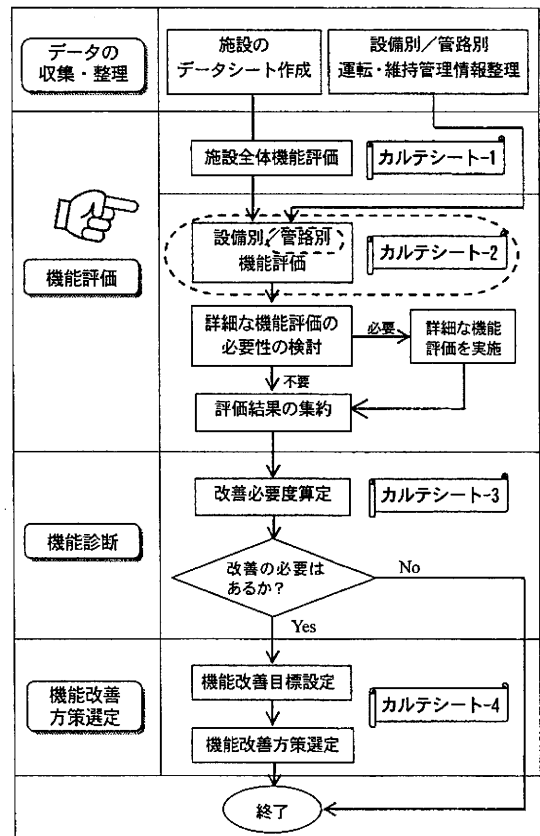 データの
収集・整理
施設の
データシート作成
設備別／管路別
運転・維持管理情報整理
機能評価
施設全体機能評価
カルテシート-1
設備別／管路別
機能評価
カルテシート-2
詳細な機能評価の
必要性の検討
必要
詳細な機能
評価を実施
不要
評価結果の集約
機能診断
改善必要度算定
カルテシート-3
改善の必要は
あるか？
No
Yes
機能改善
方策選定
機能改善目標設定
カルテシート-4
機能改善方策選定
終了